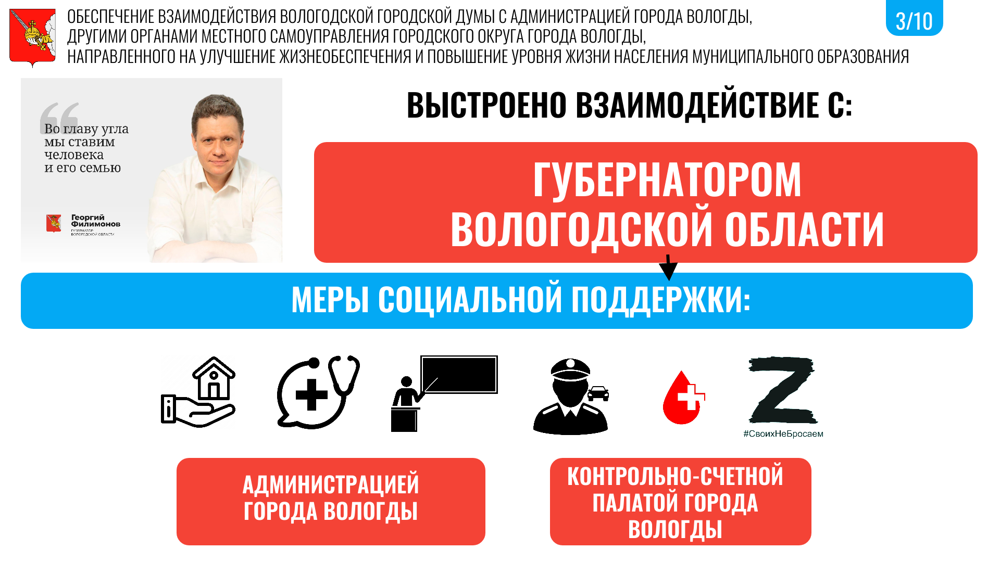 ОБЕСПЕЧЕНИЕ ВЗАИМОДЕЙСТВИЯ ВОЛОГОДСКОЙ ГОРОДСКОЙ ДУМЫ С АДМИНИСТРАЦИЕЙ ГОРОДА ВОЛОГДЫ,
ДРУГИМИ ОРГАНАМИ МЕСТНОГО САМОУПРАВЛЕНИЯ ГОРОДСКОГО ОКРУГА ГОРОДА ВОЛОГДЫ,
НАПРАВЛЕННОГО НА УЛУЧШЕНИЕ ЖИЗНЕОБЕСПЕЧЕНИЯ И ПОВЫШЕНИЕ УРОВНЯ ЖИЗНИ НАСЕЛЕНИЯ МУНИЦИПАЛЬНОГО ОБРАЗОВАНИЯ
3/10
Во главу угла
мы ставим
человека
и его семью
Георгий
Филимонов
ГУБЕРНАТОР
ВОЛОГОДСКОЙ ОБЛАСТИ
ВЫСТРОЕНО ВЗАИМОДЕЙСТВИЕ С:
ГУБЕРНАТОРОМ
ВОЛОГОДСКОЙ ОБЛАСТИ
МЕРЫ СОЦИАЛЬНОЙ ПОДДЕРЖКИ:
Z
#СвоихНеБросаем
АДМИНИСТРАЦИЕЙ
ГОРОДА ВОЛОГДЫ
КОНТРОЛЬНО-СЧЕТНОЙ
ПАЛАТОЙ ГОРОДА
ВОЛОГДЫ